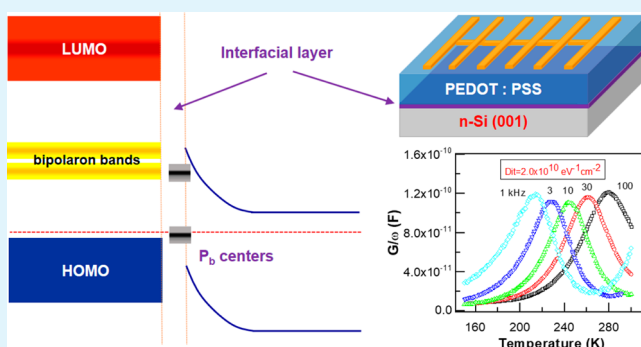 LUMO
Interfacial layer
bipolaron bands
HOMO
Pb centers
PEDOT : PSS
n-Si (001)
Dit=2.0x10^10 eV^-1cm^-2
1 kHz 3 10 30 100
G/ω (F)
1.6x10^-10
1.2x10^-10
8.0x10^-11
4.0x10^-11
0.0
160 200 240 280
Temperature (K)